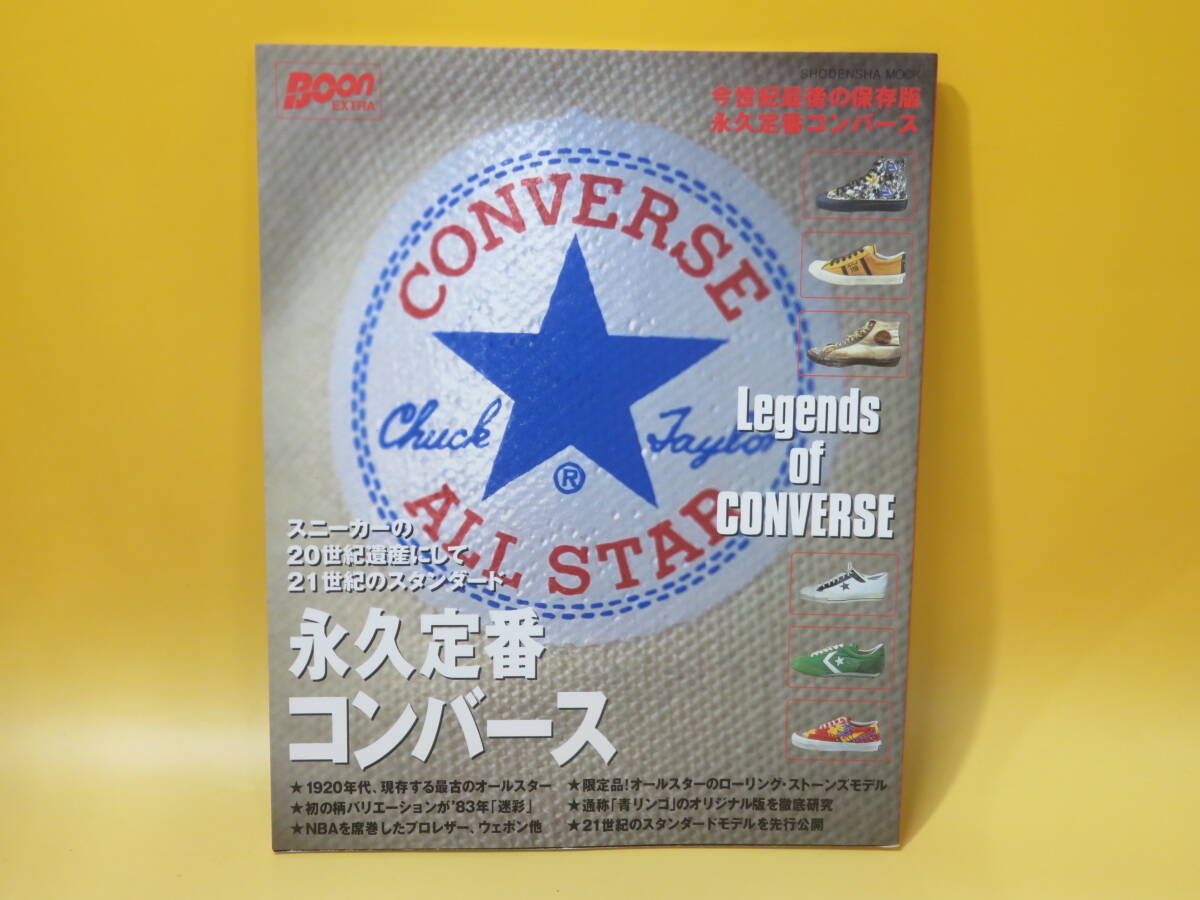 Boon
EXTRA
SHODENSHA MOOK
今世紀最後の保存版
永久定番コンバース
CONVERSE
Chuck Taylor
®
ALL STAR
Legends
of
CONVERSE
スニーカーの
20世紀遺産にして
21世紀のスタンダード
永久定番
コンバース
★1920年代、現存する最古のオールスター
★初の柄バリエーションが'83年「迷彩」
★NBAを席巻したプロレザー、ウェポン他
★限定品!オールスターのローリング・ストーンズモデル
★通称「青リンゴ」のオリジナル版を徹底研究
★21世紀のスタンダードモデルを先行公開